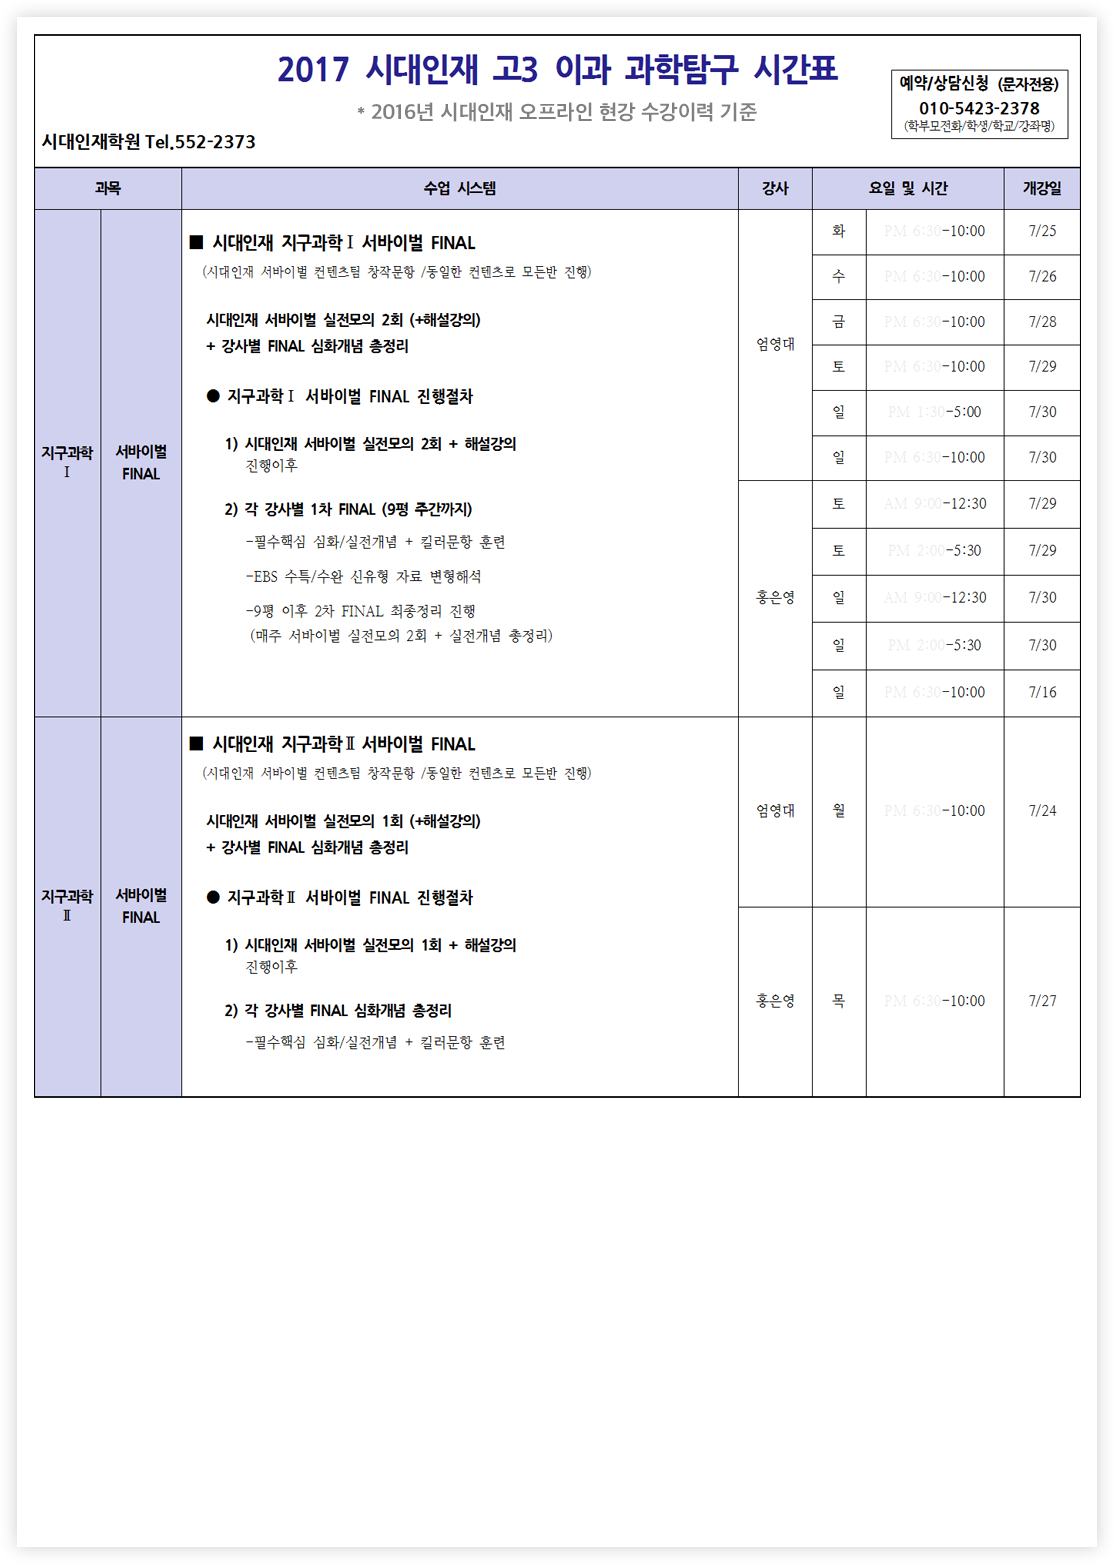 2017 시대인재 고3 이과 과학탐구 시간표
* 2016년 시대인재 오프라인 현강 수강이력 기준
시대인재학원 Tel.552-2373
예약/상담신청 (문자전용)
010-5423-2378
(학부모전화/학생/학교/강좌명)
과목 수업 시스템 강사 요일 및 시간 개강일
지구과학
Ⅰ
서바이벌
FINAL
■ 시대인재 지구과학Ⅰ 서바이벌 FINAL
(시대인재 서바이벌 컨텐츠팀 창작문항 /동일한 컨텐츠로 모든반 진행)
시대인재 서바이벌 실전모의 2회 (+해설강의)
+ 강사별 FINAL 심화개념 총정리
● 지구과학Ⅰ 서바이벌 FINAL 진행절차
1) 시대인재 서바이벌 실전모의 2회 + 해설강의
진행이후
2) 각 강사별 1차 FINAL (9평 주간까지)
-필수핵심 심화/실전개념 + 킬러문항 훈련
-EBS 수특/수완 신유형 자료 변형해석
-9평 이후 2차 FINAL 최종정리 진행
(매주 서바이벌 실전모의 2회 + 실전개념 총정리)
엄영대
화 PM 6:30-10:00 7/25
수 PM 6:30-10:00 7/26
금 PM 6:30-10:00 7/28
토 PM 6:30-10:00 7/29
일 PM 1:30-5:00 7/30
일 PM 6:30-10:00 7/30
홍은영
토 AM 9:00-12:30 7/29
토 PM 2:00-5:30 7/29
일 AM 9:00-12:30 7/30
일 PM 2:00-5:30 7/30
일 PM 6:30-10:00 7/16
지구과학
Ⅱ
서바이벌
FINAL
■ 시대인재 지구과학Ⅱ 서바이벌 FINAL
(시대인재 서바이벌 컨텐츠팀 창작문항 /동일한 컨텐츠로 모든반 진행)
시대인재 서바이벌 실전모의 1회 (+해설강의)
+ 강사별 FINAL 심화개념 총정리
● 지구과학Ⅱ 서바이벌 FINAL 진행절차
1) 시대인재 서바이벌 실전모의 1회 + 해설강의
진행이후
2) 각 강사별 FINAL 심화개념 총정리
-필수핵심 심화/실전개념 + 킬러문항 훈련
엄영대 월 PM 6:30-10:00 7/24
홍은영 목 PM 6:30-10:00 7/27